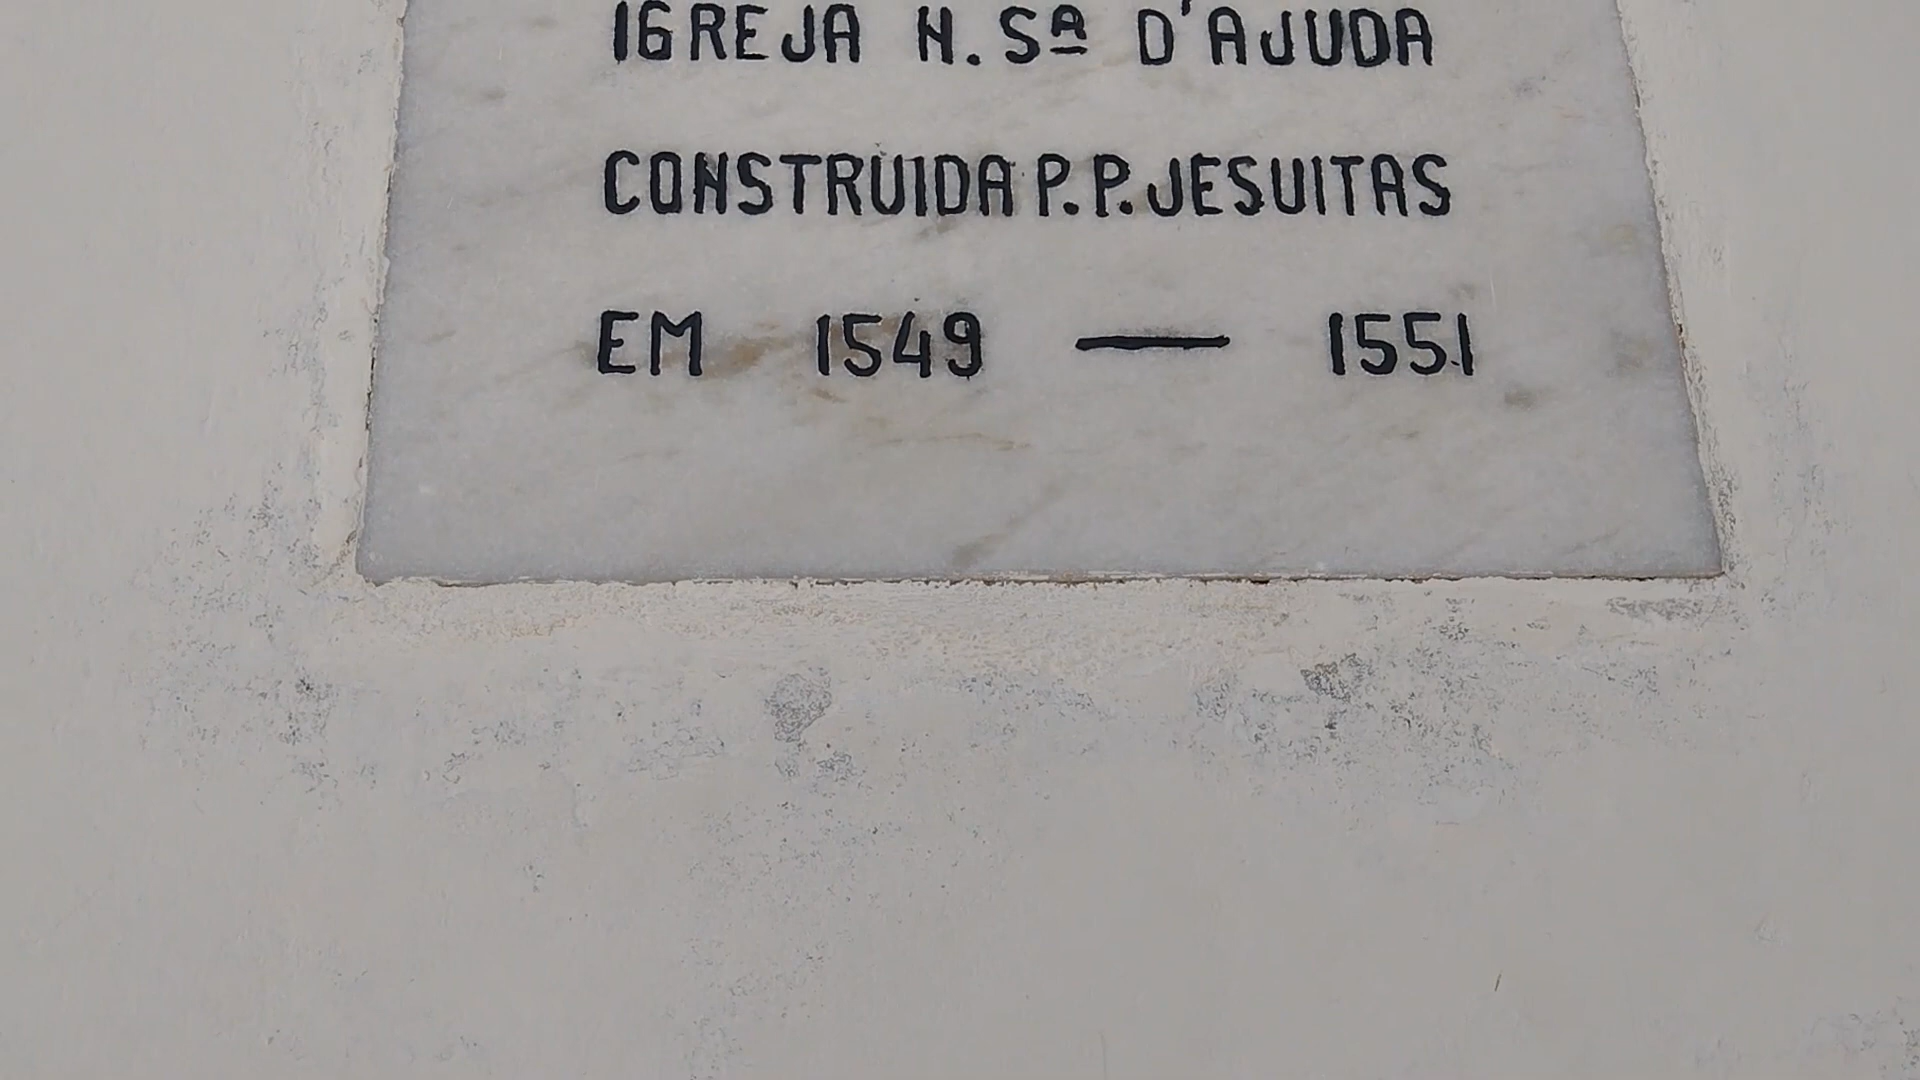 IGREJA N. Sª D'AJUDA
CONSTRUIDA P.P. JESUITAS
EM 1549 — 1551